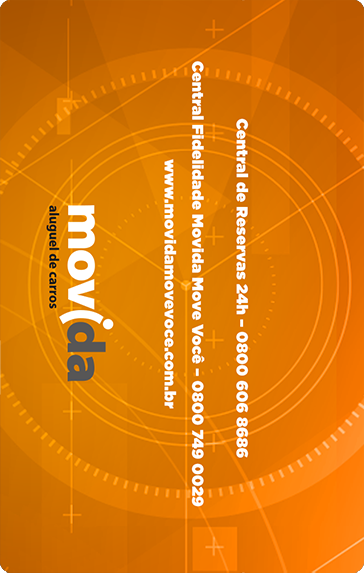 Central de Reservas 24h – 0800 606 8686
Central Fidelidade Movida Move Você – 0800 749 0029
www.movidamovevoce.com.br
movida
aluguel de carros